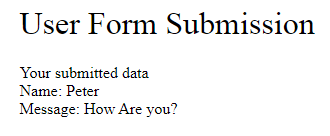 User Form Submission
Your submitted data
Name: Peter
Message: How Are you?